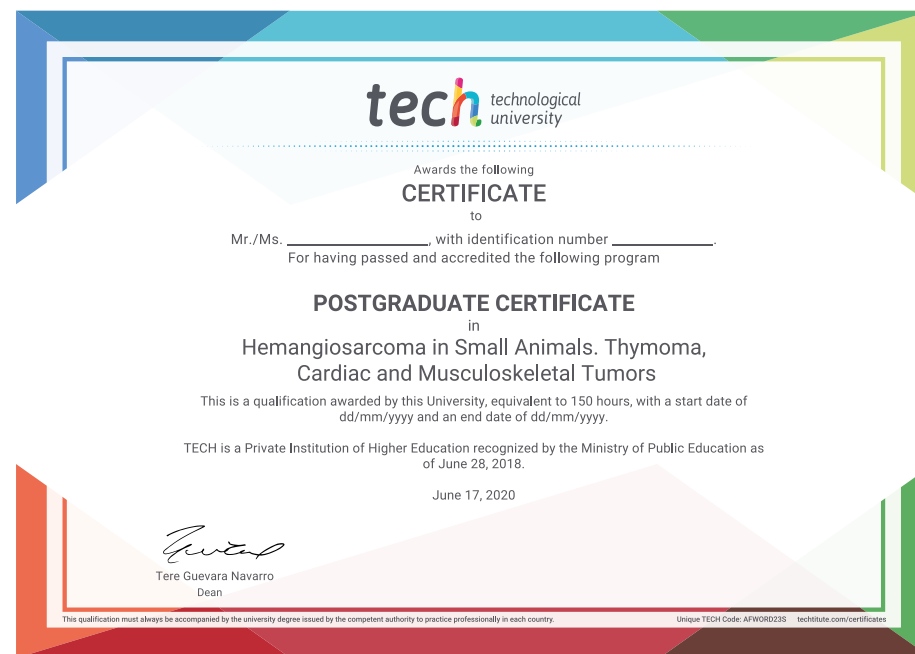 tech technological
university
Awards the following
CERTIFICATE
to
Mr./Ms. ________________, with identification number ____________.
For having passed and accredited the following program
POSTGRADUATE CERTIFICATE
in
Hemangiosarcoma in Small Animals. Thymoma,
Cardiac and Musculoskeletal Tumors
This is a qualification awarded by this University, equivalent to 150 hours, with a start date of
dd/mm/yyyy and an end date of dd/mm/yyyy.
TECH is a Private Institution of Higher Education recognized by the Ministry of Public Education as
of June 28, 2018.
June 17, 2020
Tere Guevara Navarro
Dean
This qualification must always be accompanied by the university degree issued by the competent authority to practice professionally in each country.
Unique TECH Code: AFWORD23S techtitute.com/certificates